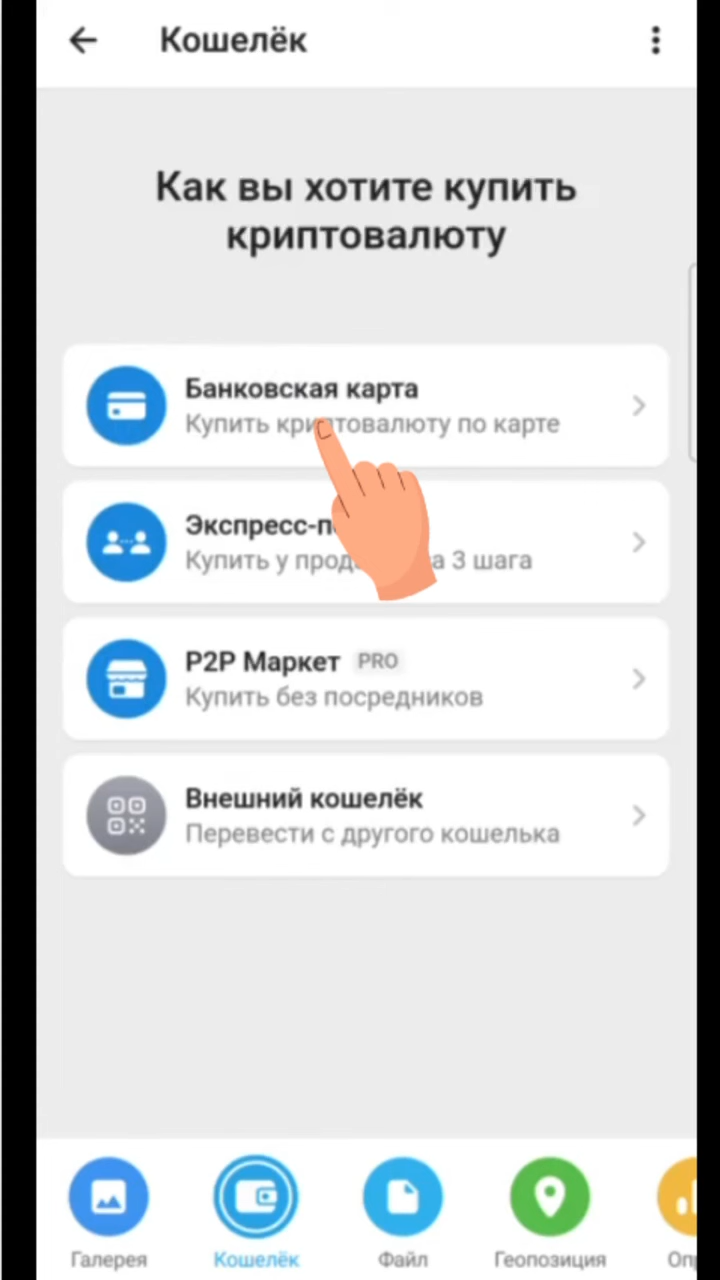 Кошелёк
Как вы хотите купить
криптовалюту
Банковская карта
Купить криптовалюту по карте
Экспресс-п
Купить у прод а 3 шага
P2P Маркет PRO
Купить без посредников
Внешний кошелёк
Перевести с другого кошелька
Галерея Кошелёк Файл Геопозиция Оп